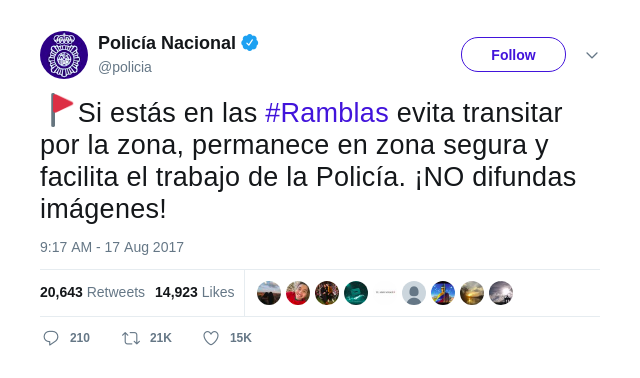 Policía Nacional
@policia
Follow
Si estás en las #Ramblas evita transitar
por la zona, permanece en zona segura y
facilita el trabajo de la Policía. ¡NO difundas
imágenes!
9:17 AM - 17 Aug 2017
20,643 Retweets 14,923 Likes
210 21K 15K